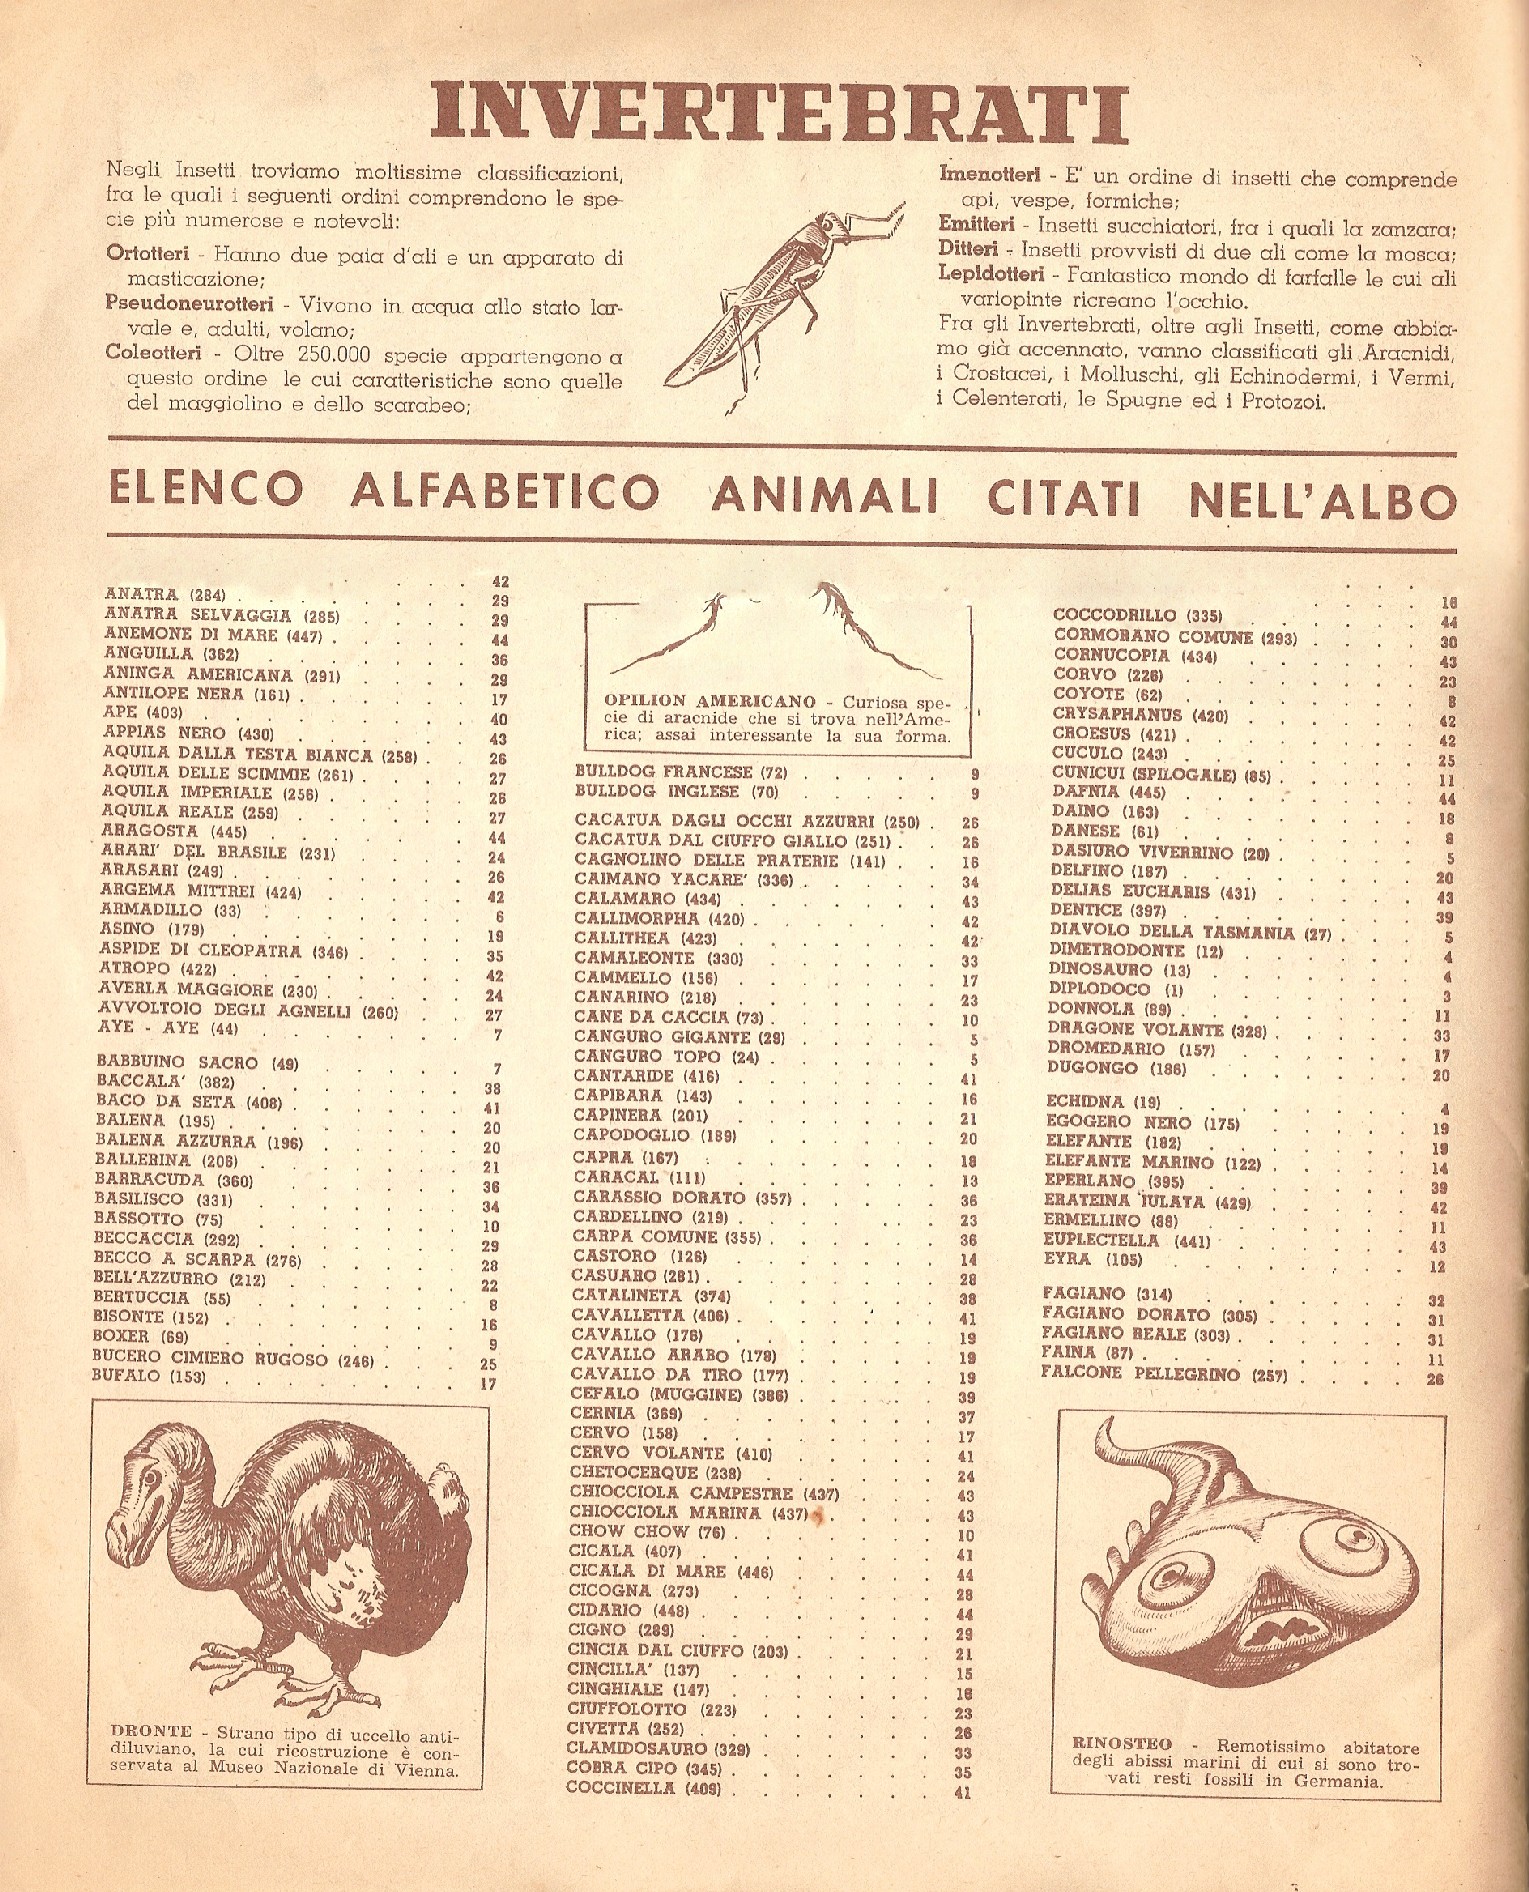 INVERTEBRATI
Negli Insetti troviamo moltissime classificazioni,
fra le quali i seguenti ordini comprendono le spe-
cie più numerose e notevoli:
Ortotteri - Hanno due paia d'ali e un apparato di
masticazione;
Pseudoneurotteri - Vivono in acqua allo stato lar-
vale e, adulti, volano;
Coleotteri - Oltre 250.000 specie appartengono a
questo ordine le cui caratteristiche sono quelle
del maggiolino e dello scarabeo;
Imenotteri - E' un ordine di insetti che comprende
api, vespe, formiche;
Emitteri - Insetti succhiatori, fra i quali la zanzara;
Ditteri - Insetti provvisti di due ali come la mosca;
Lepidotteri - Fantastico mondo di farfalle le cui ali
variopinte ricreano l'occhio.
Fra gli Invertebrati, oltre agli Insetti, come abbia-
mo già accennato, vanno classificati gli Aracnidi,
i Crostacei, i Molluschi, gli Echinodermi, i Vermi,
i Celenterati, le Spugne ed i Protozoi.
ELENCO ALFABETICO ANIMALI CITATI NELL'ALBO
. . . 42
ANATRA (284) . . . . . . . 29
ANATRA SELVAGGIA (285) . . . . 29
ANEMONE DI MARE (447) . . . . 44
ANGUILLA (362) . . . . . . 36
ANINGA AMERICANA (291) . . . . 29
ANTILOPE NERA (161) . . . . . 17
APE (403) . . . . . . . 40
APPIAS NERO (430) . . . . . 43
AQUILA DALLA TESTA BIANCA (258) . . 26
AQUILA DELLE SCIMMIE (261) . . . 27
AQUILA IMPERIALE (256) . . . . 26
AQUILA REALE (259) . . . . . 27
ARAGOSTA (445) . . . . . . 44
ARARI' DEL BRASILE (231) . . . . 24
ARASARI (249) . . . . . . 26
ARGEMA MITTREI (424) . . . . 42
ARMADILLO (33) . . . . . . 6
ASINO (179) . . . . . . . 19
ASPIDE DI CLEOPATRA (346) . . . . 35
ATROPO (422) . . . . . . 42
AVERLA MAGGIORE (230) . . . . 24
AVVOLTOIO DEGLI AGNELLI (260) . . 27
AYE - AYE (44) . . . . . . 7
BABBUINO SACRO (49) . . . . . 7
BACCALA' (382) . . . . . . 38
BACO DA SETA (408) . . . . . 41
BALENA (195) . . . . . . . 20
BALENA AZZURRA (196) . . . . . 20
BALLERINA (208) . . . . . . 21
BARRACUDA (360) . . . . . . 36
BASILISCO (331) . . . . . . 34
BASSOTTO (75) . . . . . . 10
BECCACCIA (292) . . . . . . 29
BECCO A SCARPA (276) . . . . . 28
BELL'AZZURRO (212) . . . . . 22
BERTUCCIA (55) . . . . . . 8
BISONTE (152) . . . . . . . 16
BOXER (69) . . . . . . . 9
BUCERO CIMIERO RUGOSO (246) . . . 25
BUFALO (153) . . . . . . . 17
DRONTE - Strano tipo di uccello anti-
diluviano, la cui ricostruzione è con-
servata al Museo Nazionale di Vienna.
OPILION AMERICANO - Curiosa spe-
cie di aracnide che si trova nell'Ame-
rica; assai interessante la sua forma.
BULLDOG FRANCESE (72) . . . . . 9
BULLDOG INGLESE (70) . . . . . 9
CACATUA DAGLI OCCHI AZZURRI (250) . 26
CACATUA DAL CIUFFO GIALLO (251) . . 26
CAGNOLINO DELLE PRATERIE (141) . . 16
CAIMANO YACARE' (336) . . . . . 34
CALAMARO (434) . . . . . . 43
CALLIMORPHA (420) . . . . . . 42
CALLITHEA (423) . . . . . . 42
CAMALEONTE (330) . . . . . . 33
CAMMELLO (156) . . . . . . 17
CANARINO (218) . . . . . . 23
CANE DA CACCIA (73) . . . . . 10
CANGURO GIGANTE (29) . . . . . 5
CANGURO TOPO (24) . . . . . . 5
CANTARIDE (416) . . . . . . 41
CAPIBARA (143) . . . . . . 16
CAPINERA (201) . . . . . . 21
CAPODOGLIO (189) . . . . . . 20
CAPRA (167) . . . . . . . 18
CARACAL (111) . . . . . . 13
CARASSIO DORATO (357) . . . . . 36
CARDELLINO (219) . . . . . . 23
CARPA COMUNE (355) . . . . . 36
CASTORO (126) . . . . . . 14
CASUARO (281) . . . . . . . 28
CATALINETA (374) . . . . . . 38
CAVALLETTA (406) . . . . . . 41
CAVALLO (176) . . . . . . 19
CAVALLO ARABO (178) . . . . . 19
CAVALLO DA TIRO (177) . . . . . 19
CEFALO (MUGGINE) (386) . . . . . 39
CERNIA (369) . . . . . . . 37
CERVO (158) . . . . . . . 17
CERVO VOLANTE (410) . . . . . 41
CHETOCERQUE (238) . . . . . . 24
CHIOCCIOLA CAMPESTRE (437) . . . 43
CHIOCCIOLA MARINA (437) . . . . 43
CHOW CHOW (76) . . . . . . 10
CICALA (407) . . . . . . . 41
CICALA DI MARE (446) . . . . . 44
CICOGNA (273) . . . . . . 28
CIDARIO (448) . . . . . . . 44
CIGNO (289) . . . . . . . 29
CINCIA DAL CIUFFO (203) . . . . . 21
CINCILLA' (137) . . . . . . 15
CINGHIALE (147) . . . . . . 16
CIUFFOLOTTO (223) . . . . . . 23
CIVETTA (252) . . . . . . . 26
CLAMIDOSAURO (329) . . . . . . 33
COBRA CIPO (345) . . . . . . 35
COCCINELLA (409) . . . . . . 41
. . . . 16
COCCODRILLO (335) . . . . . . 44
CORMORANO COMUNE (293) . . . . 30
CORNUCOPIA (434) . . . . . . 43
CORVO (226) . . . . . . . 23
COYOTE (62) . . . . . . . 8
CRYSAPHANUS (420) . . . . . . 42
CROESUS (421) . . . . . . . 42
CUCULO (243) . . . . . . . 25
CUNICUI (SPILOGALE) (85) . . . . . 11
DAFNIA (445) . . . . . . . 44
DAINO (163) . . . . . . . 18
DANESE (61) . . . . . . . 8
DASIURO VIVERRINO (20) . . . . . 5
DELFINO (187) . . . . . . . 20
DELIAS EUCHARIS (431) . . . . . 43
DENTICE (397) . . . . . . . 39
DIAVOLO DELLA TASMANIA (27) . . . 5
DIMETRODONTE (12) . . . . . . 4
DINOSAURO (13) . . . . . . 4
DIPLODOCO (1) . . . . . . . 3
DONNOLA (89) . . . . . . . 11
DRAGONE VOLANTE (328) . . . . . 33
DROMEDARIO (157) . . . . . . 17
DUGONGO (186) . . . . . . . 20
ECHIDNA (19) . . . . . . . 4
EGOGERO NERO (175) . . . . . 19
ELEFANTE (182) . . . . . . 19
ELEFANTE MARINO (122) . . . . . 14
EPERLANO (395) . . . . . . 39
ERATEINA IULATA (429) . . . . . 42
ERMELLINO (88) . . . . . . 11
EUPLECTELLA (441) . . . . . . 43
EYRA (105) . . . . . . . 12
FAGIANO (314) . . . . . . . 32
FAGIANO DORATO (305) . . . . . 31
FAGIANO REALE (303) . . . . . . 31
FAINA (87) . . . . . . . . 11
FALCONE PELLEGRINO (257) . . . . 26
RINOSTEO - Remotissimo abitatore
degli abissi marini di cui si sono tro-
vati resti fossili in Germania.